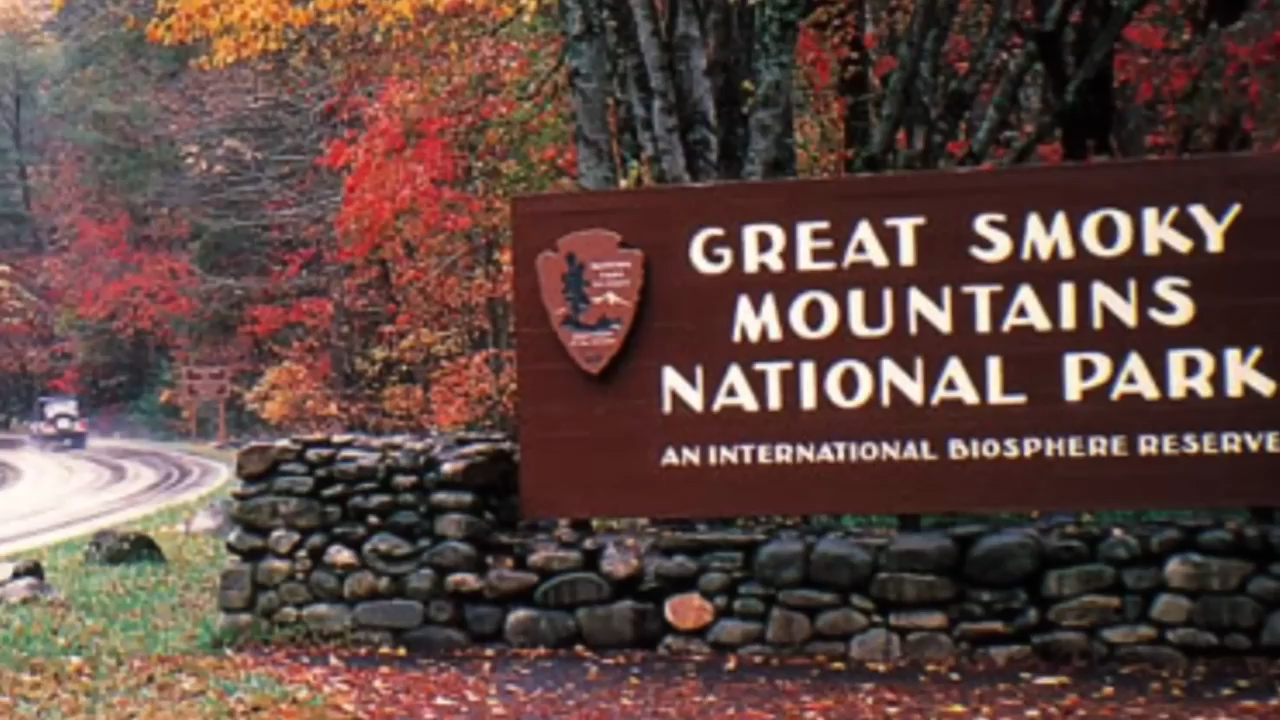 GREAT SMOKY
MOUNTAINS
NATIONAL PARK
AN INTERNATIONAL BIOSPHERE RESERVE